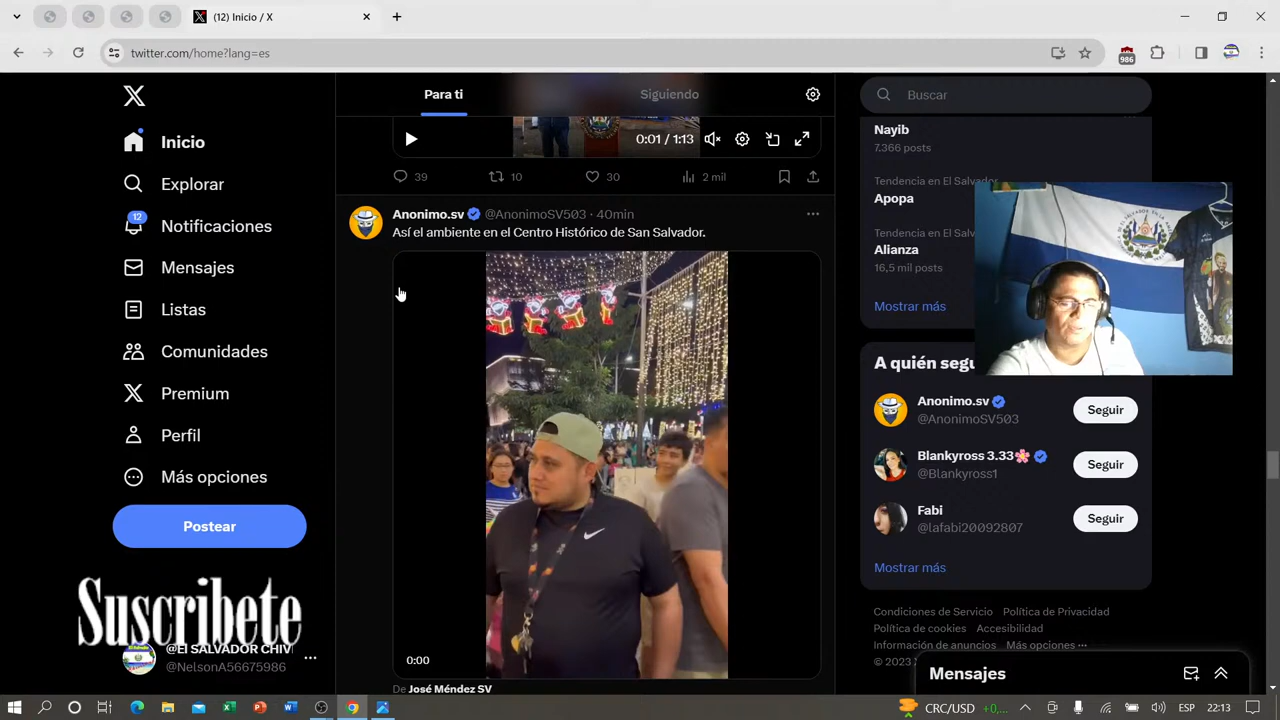 (12) Inicio / X
twitter.com/home?lang=es
986
Para ti
Siguiendo
Buscar
Inicio
Explorar
12
Notificaciones
Mensajes
Listas
Comunidades
Premium
Perfil
Más opciones
Postear
Suscribete
@El SALVADOR CHIV
@NelsonA56675986
0:01 / 1:13
39
10
30
2 mil
Anonimo.sv @AnonimoSV503 · 40min
Así el ambiente en el Centro Histórico de San Salvador.
0:00
De José Méndez SV
Nayib
7.366 posts
Tendencia en El Salvador
Apopa
Tendencia en El Salvador
Alianza
16,5 mil posts
Mostrar más
A quién segu
Anonimo.sv
@AnonimoSV503
Seguir
Blankyross 3.33
@Blankyross1
Seguir
Fabi
@lafabi20092807
Seguir
Mostrar más
Condiciones de Servicio Política de Privacidad
Política de cookies Accesibilidad
Información de anuncios Más opciones ···
Mensajes
CRC/USD +0,...
ESP
22:13